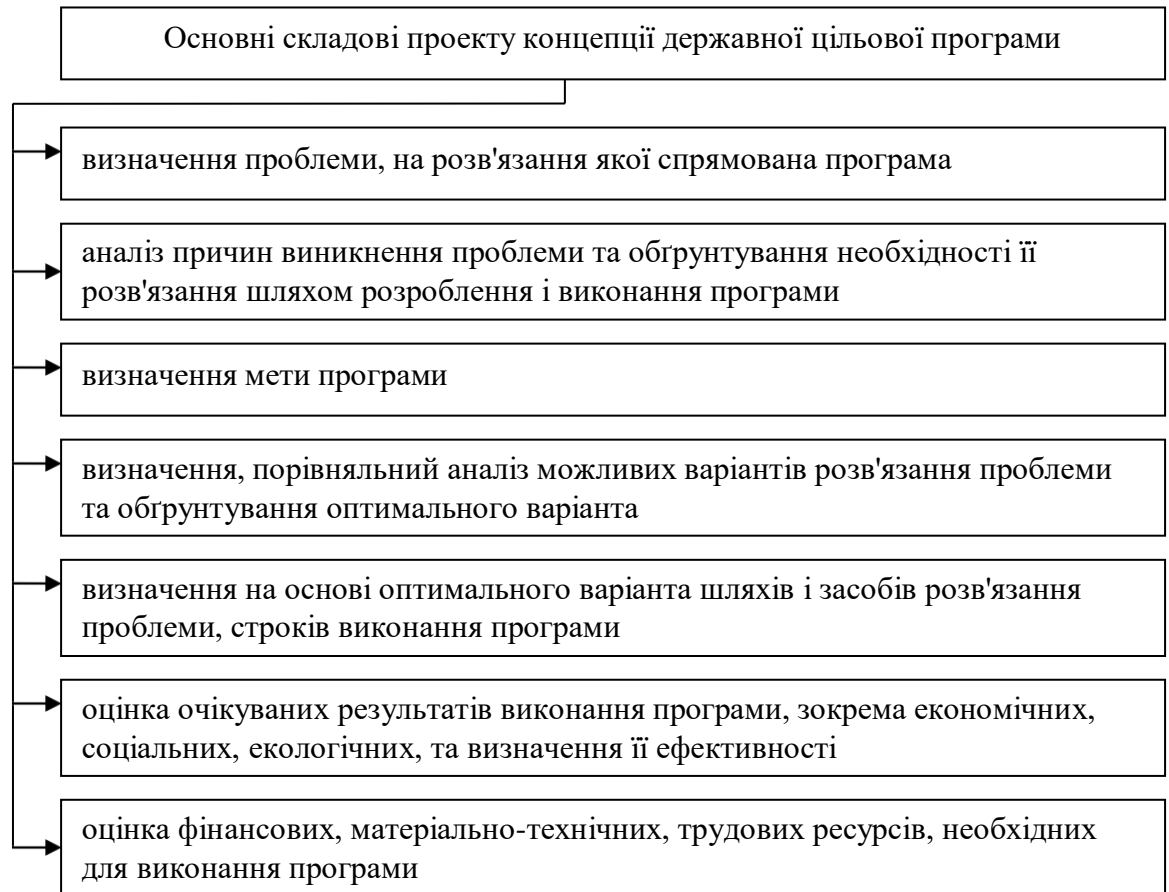 Основні складові проекту концепції державної цільової програми
визначення проблеми, на розв'язання якої спрямована програма
аналіз причин виникнення проблеми та обґрунтування необхідності її
розв'язання шляхом розроблення і виконання програми
визначення мети програми
визначення, порівняльний аналіз можливих варіантів розв'язання проблеми
та обґрунтування оптимального варіанта
визначення на основі оптимального варіанта шляхів і засобів розв'язання
проблеми, строків виконання програми
оцінка очікуваних результатів виконання програми, зокрема економічних,
соціальних, екологічних, та визначення її ефективності
оцінка фінансових, матеріально-технічних, трудових ресурсів, необхідних
для виконання програми